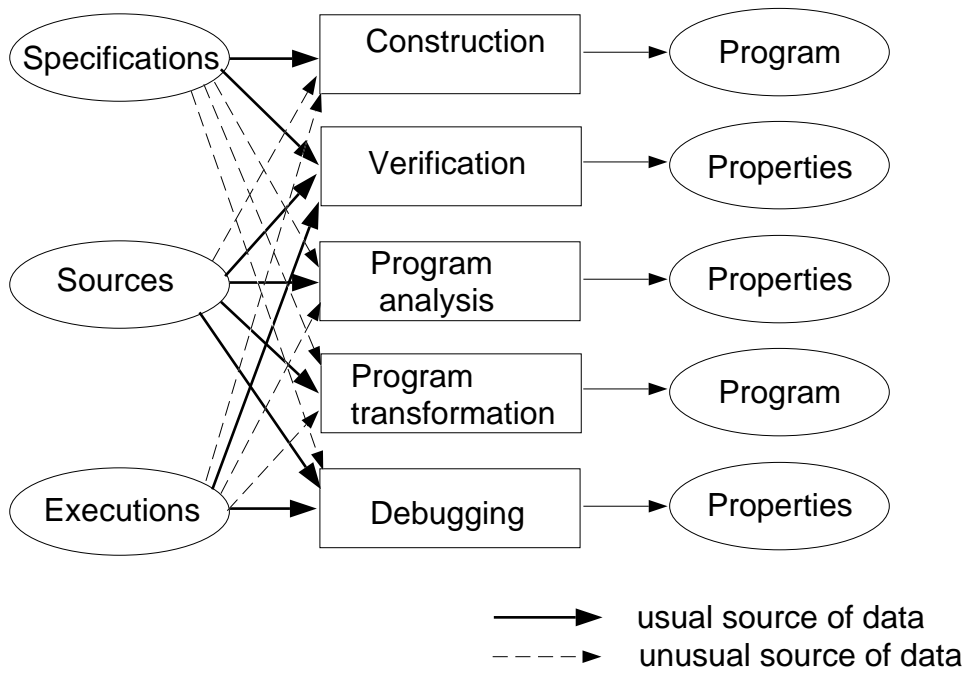 Specifications
Construction
Program
Verification
Properties
Sources
Program
analysis
Properties
Program
transformation
Program
Executions
Debugging
Properties
usual source of data
unusual source of data